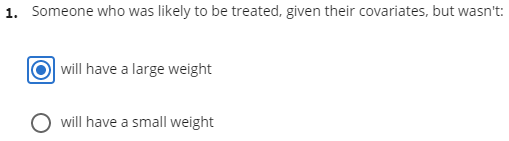 1. Someone who was likely to be treated, given their covariates, but wasn't:
will have a large weight
will have a small weight